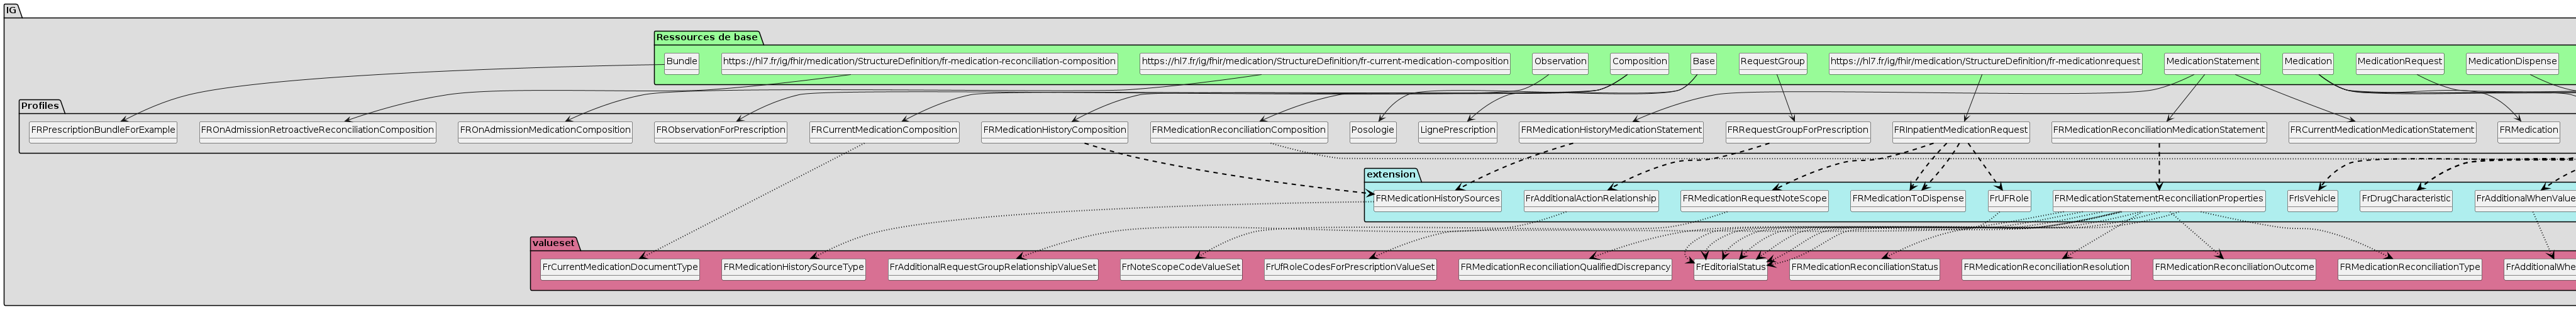 IG
Ressources de base
Bundle
https://hl7.fr/ig/fhir/medication/StructureDefinition/fr-medication-reconciliation-composition
https://hl7.fr/ig/fhir/medication/StructureDefinition/fr-current-medication-composition
Observation
Composition
Base
RequestGroup
https://hl7.fr/ig/fhir/medication/StructureDefinition/fr-medicationrequest
MedicationStatement
Medication
MedicationRequest
MedicationDispense
Profiles
FRPrescriptionBundleForExample
FROnAdmissionRetroactiveReconciliationComposition
FROnAdmissionMedicationComposition
FRObservationForPrescription
FRCurrentMedicationComposition
FRMedicationHistoryComposition
FRMedicationReconciliationComposition
Posologie
LignePrescription
FRMedicationHistoryMedicationStatement
FRRequestGroupForPrescription
FRInpatientMedicationRequest
FRMedicationReconciliationMedicationStatement
FRCurrentMedicationMedicationStatement
FRMedication
extension
FRMedicationHistorySources
FrAdditionalActionRelationship
FRMedicationRequestNoteScope
FRMedicationToDispense
FrUFRole
FRMedicationStatementReconciliationProperties
FrIsVehicle
FrDrugCharacteristic
FrAdditionalWhenValue
valueset
FrCurrentMedicationDocumentType
FRMedicationHistorySourceType
FrAdditionalRequestGroupRelationshipValueSet
FrNoteScopeCodeValueSet
FrUfRoleCodesForPrescriptionValueSet
FRMedicationReconciliationQualifiedDiscrepancy
FrEditorialStatus
FRMedicationReconciliationStatus
FRMedicationReconciliationResolution
FRMedicationReconciliationOutcome
FRMedicationReconciliationType
FrAdditionalWhe